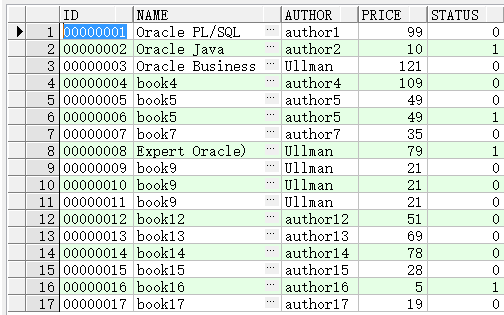 ID NAME AUTHOR PRICE STATUS
1 00000001 Oracle PL/SQL ... author1 99 0
2 00000002 Oracle Java ... author2 10 1
3 00000003 Oracle Business ... Ullman 121 0
4 00000004 book4 ... author4 109 0
5 00000005 book5 ... author5 49 0
6 00000006 book5 ... author5 49 1
7 00000007 book7 ... author7 35 0
8 00000008 Expert Oracle) ... Ullman 79 1
9 00000009 book9 ... Ullman 21 0
10 00000010 book9 ... Ullman 21 0
11 00000011 book9 ... Ullman 21 0
12 00000012 book12 ... author12 51 0
13 00000013 book13 ... author13 69 0
14 00000014 book14 ... author14 78 0
15 00000015 book15 ... author15 28 0
16 00000016 book16 ... author16 5 1
17 00000017 book17 ... author17 19 0